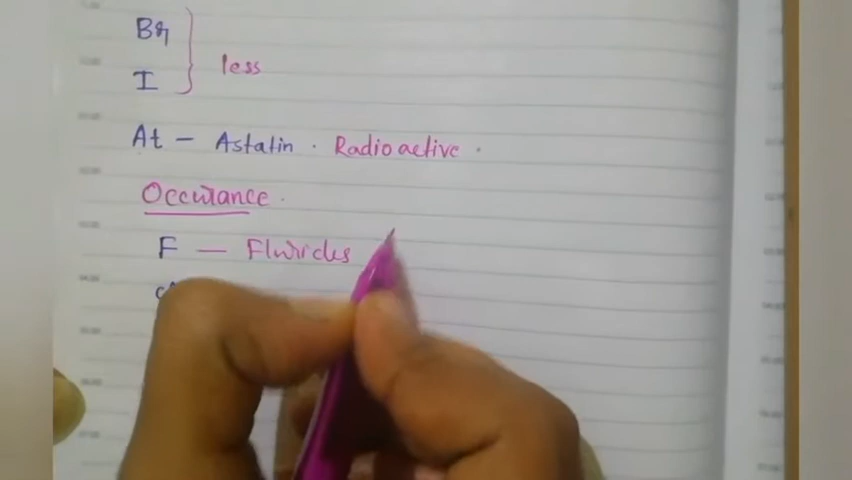 Br
I } less
At - Astatin . Radioactive .
Occurance .
F — Flurides